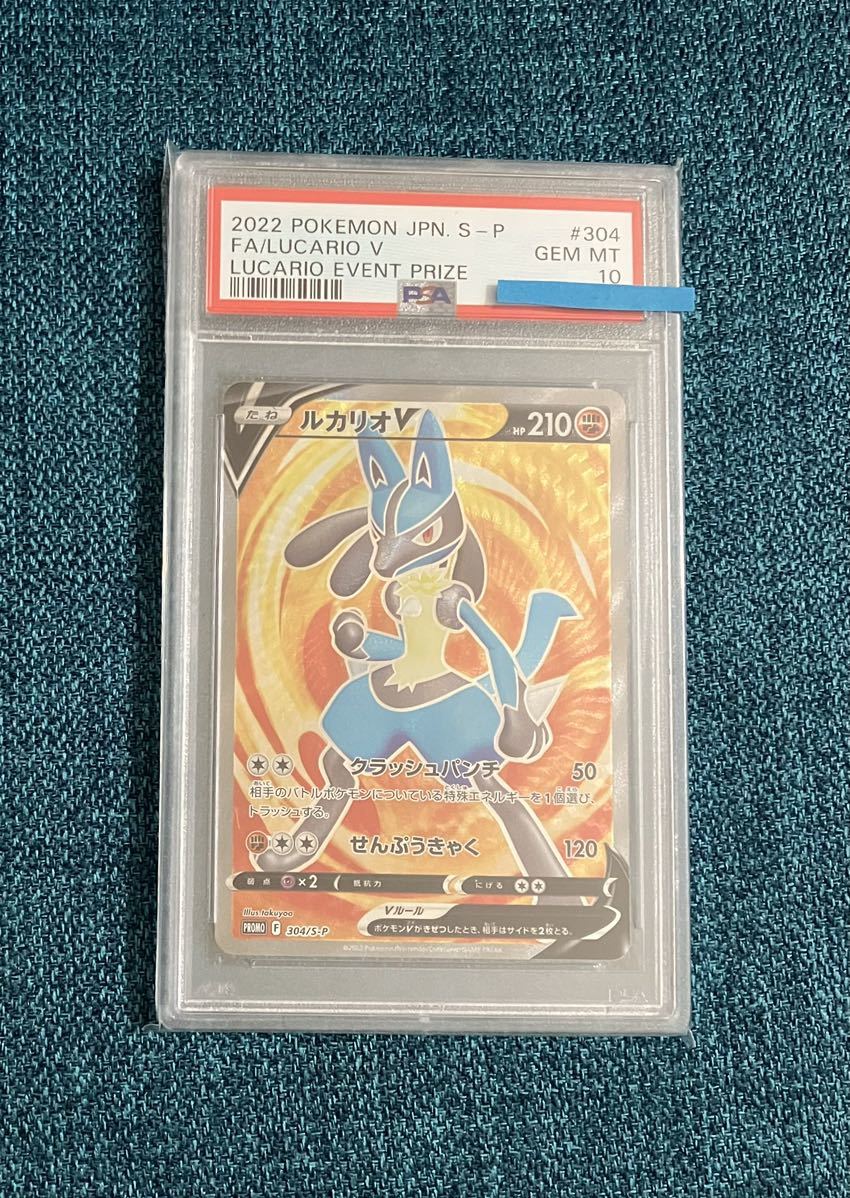 2022 POKEMON JPN. S-P #304
FA/LUCARIO V GEM MT
LUCARIO EVENT PRIZE 10
PSA
たね ルカリオV HP 210
クラッシュパンチ 50
相手のバトルポケモンについている特殊エネルギーを1個選び、
トラッシュする。
せんぷうきゃく 120
弱点 ×2 抵抗力 にげる
Illus. takuyoa
Vルール
PROMO F 304/S-P ポケモンVがきぜつしたとき、相手はサイドを2枚とる。